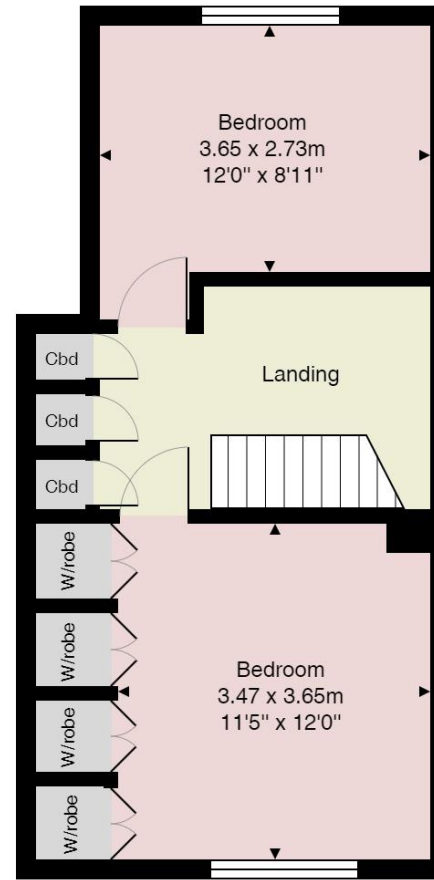 Bedroom
3.65 x 2.73m
12'0" x 8'11"
Cbd
Landing
Cbd
Cbd
W/robe
W/robe
Bedroom
3.47 x 3.65m
11'5" x 12'0"
W/robe
W/robe